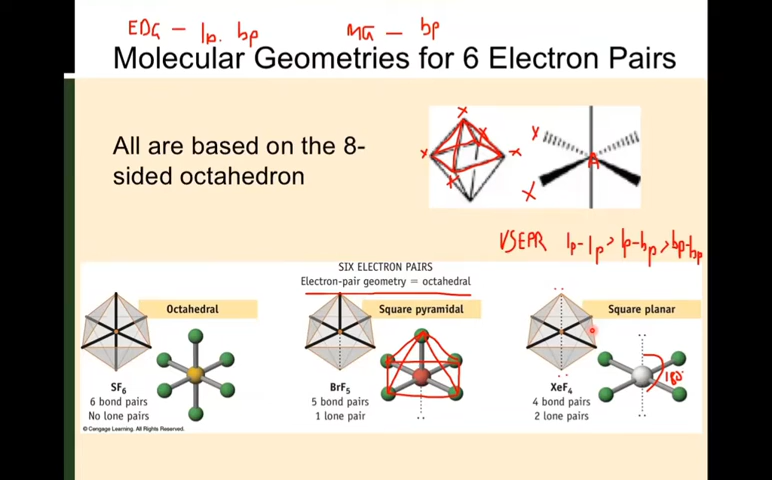 EDG – lp. bp
MG – bp
Molecular Geometries for 6 Electron Pairs
All are based on the 8-
sided octahedron
x
x
x
x
x
x
A
x
VSEPR lp-lp > lp-bp > bp-bp
SIX ELECTRON PAIRS
Electron-pair geometry = octahedral
Octahedral
Square pyramidal
Square planar
180°
SF6
6 bond pairs
No lone pairs
BrF5
5 bond pairs
1 lone pair
XeF4
4 bond pairs
2 lone pairs
© Cengage Learning. All Rights Reserved.